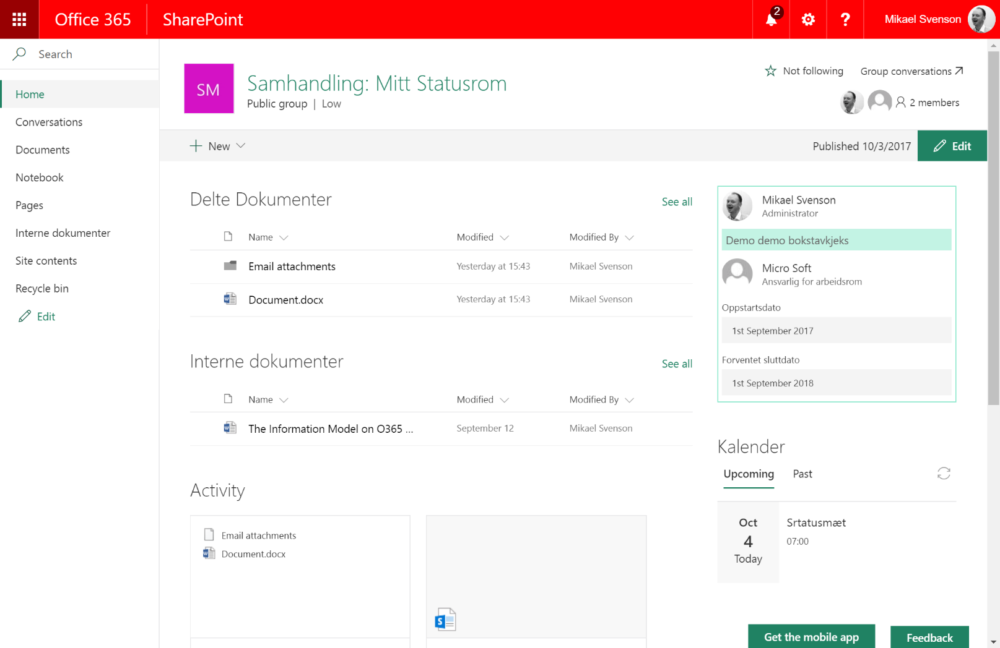 Office 365
SharePoint
2
?
Mikael Svenson
Search
Home
Conversations
Documents
Notebook
Pages
Interne dokumenter
Site contents
Recycle bin
Edit
SM
Samhandling: Mitt Statusrom
Public group | Low
Not following
Group conversations
2 members
New
Published 10/3/2017
Edit
Delte Dokumenter
See all
Name
Modified
Modified By
Email attachments
Yesterday at 15:43
Mikael Svenson
Document.docx
Yesterday at 15:43
Mikael Svenson
Interne dokumenter
See all
Name
Modified
Modified By
The Information Model on O365 ...
September 12
Mikael Svenson
Activity
Email attachments
Document.docx
Mikael Svenson
Administrator
Demo demo bokstavkjeks
Micro Soft
Ansvarlig for arbeidsrom
Oppstartsdato
1st September 2017
Forventet sluttdato
1st September 2018
Kalender
Upcoming
Past
Oct
4
Today
Srtatusmæt
07:00
Get the mobile app
Feedback